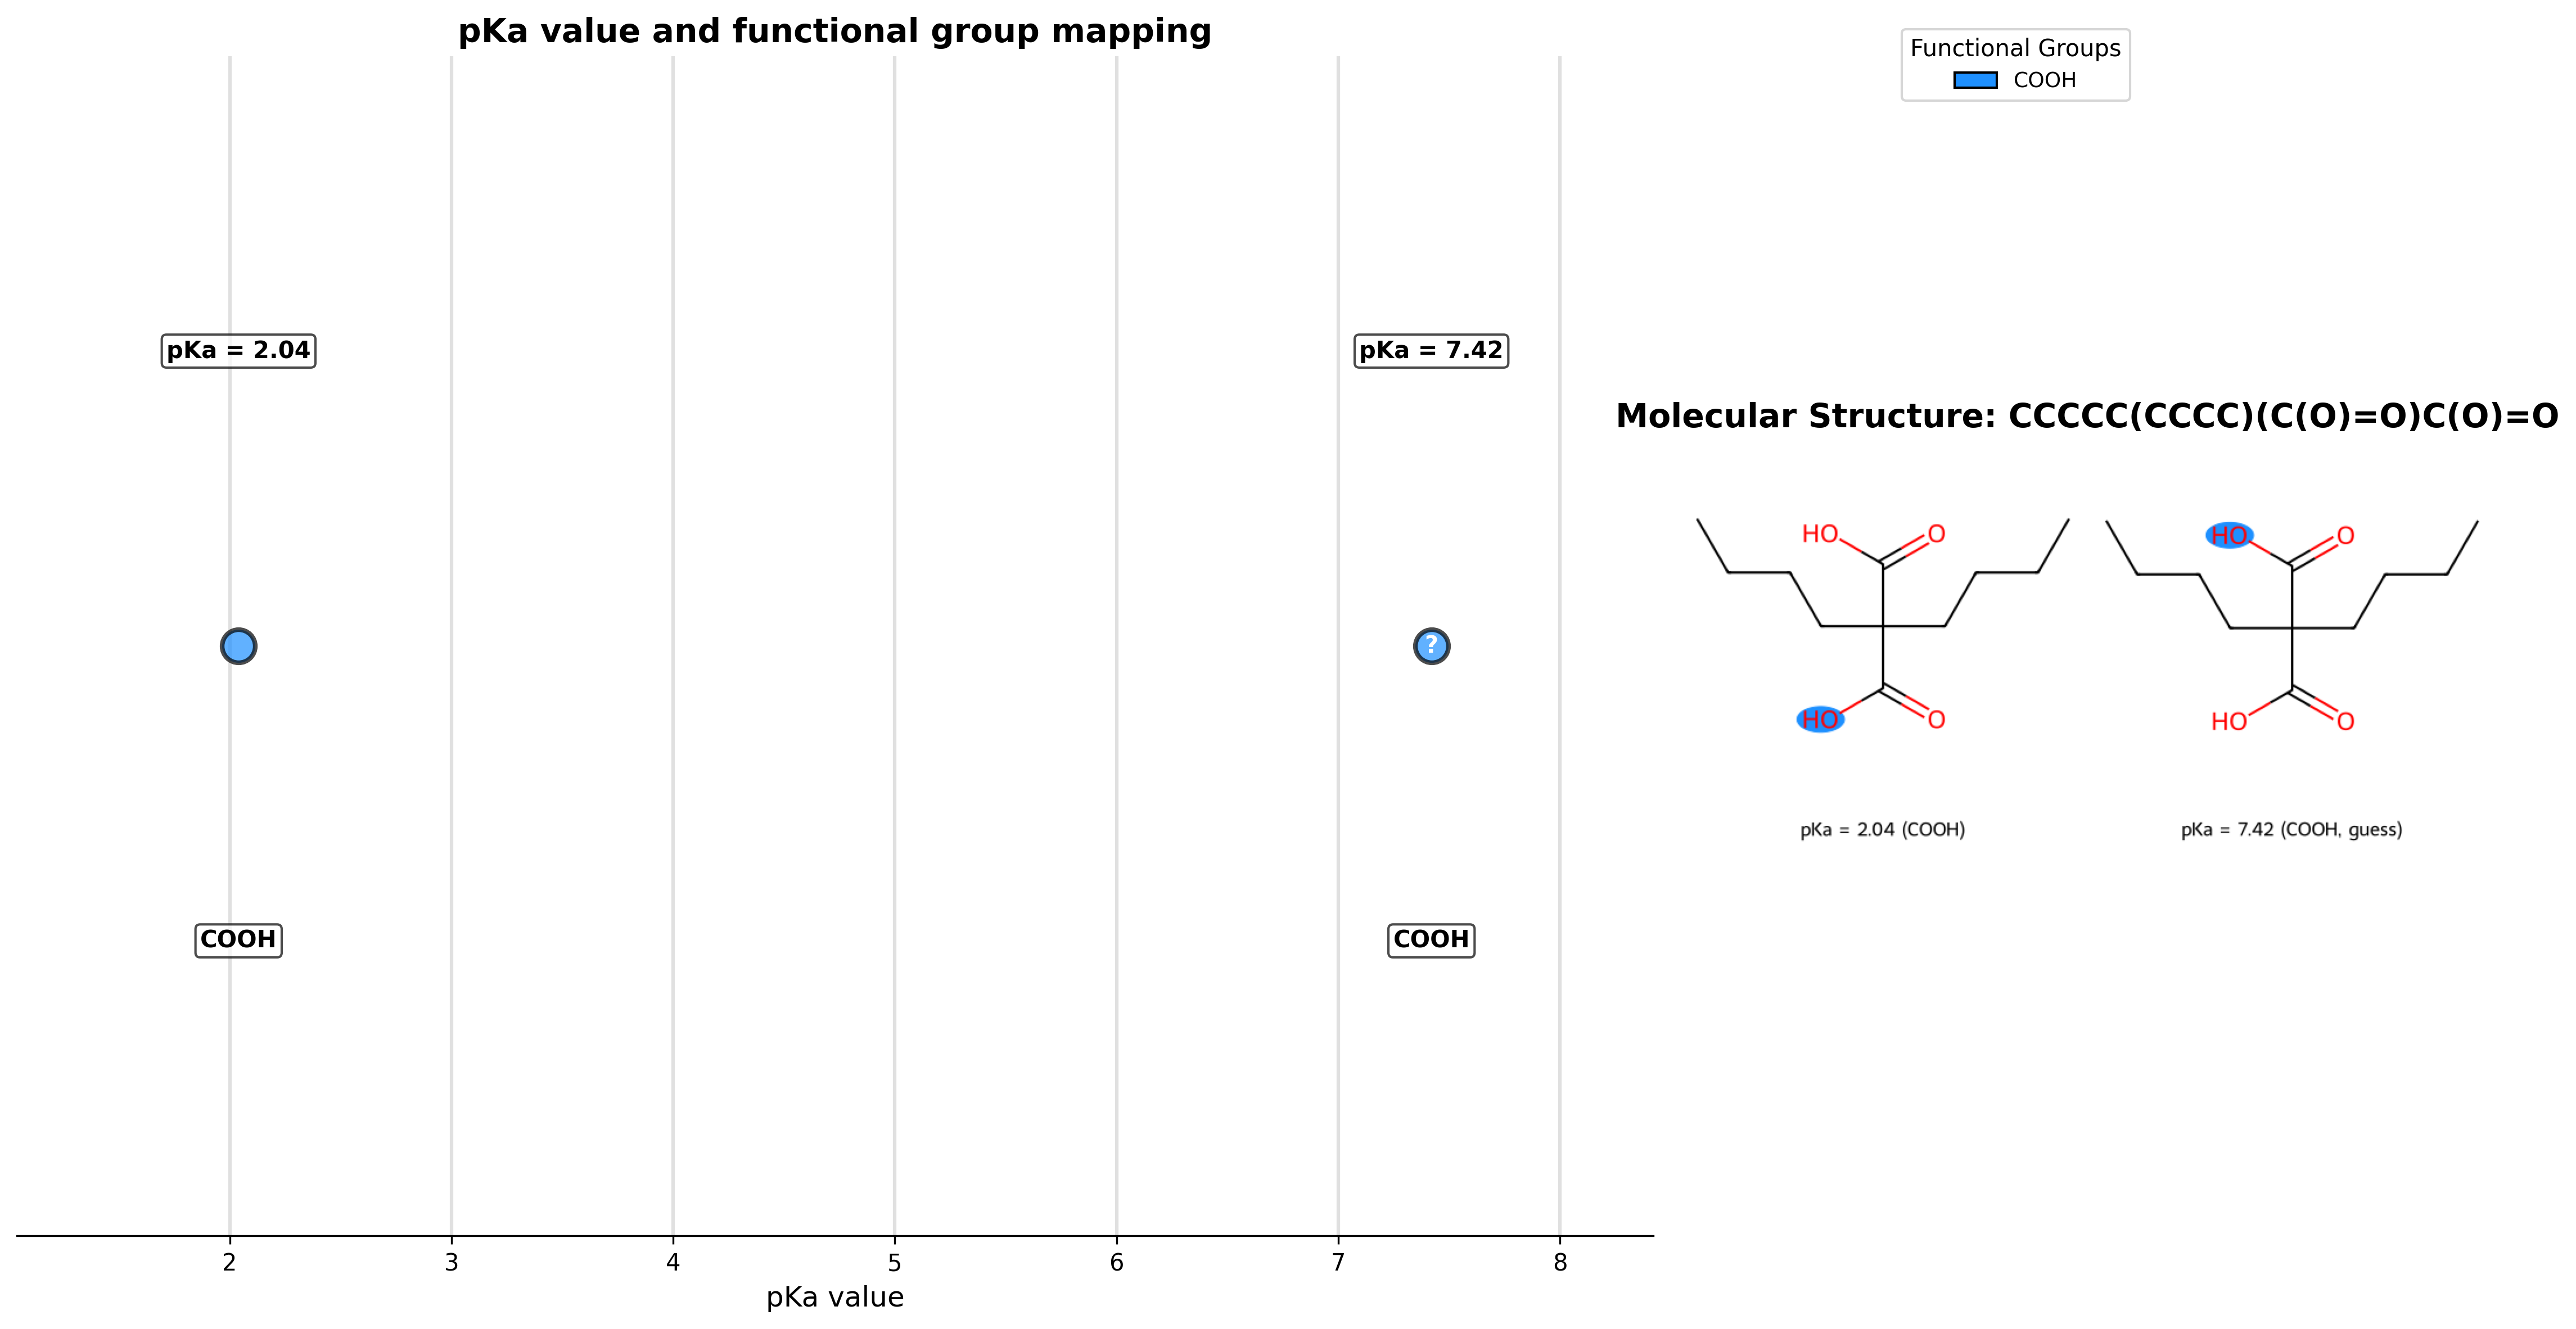 pKa value and functional group mapping
Functional Groups
COOH
pKa = 2.04
pKa = 7.42
?
COOH
COOH
2 3 4 5 6 7 8
pKa value
Molecular Structure: CCCCC(CCCC)(C(O)=O)C(O)=O
HO O HO O
HO O HO O
pKa = 2.04 (COOH) pKa = 7.42 (COOH, guess)